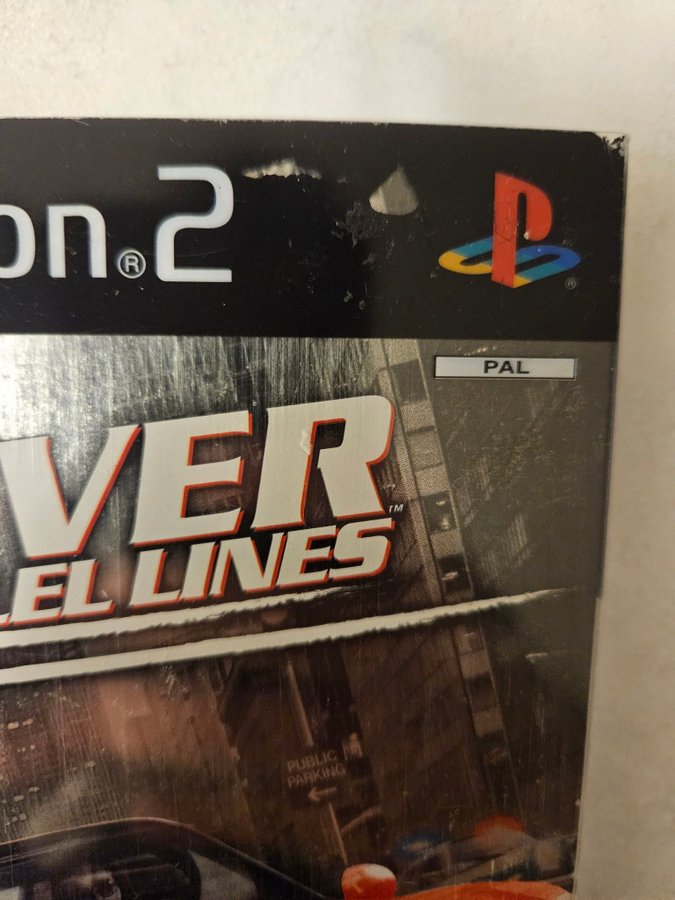 on®2
PAL
VER™
LEL LINES
PUBLIC
PARKING